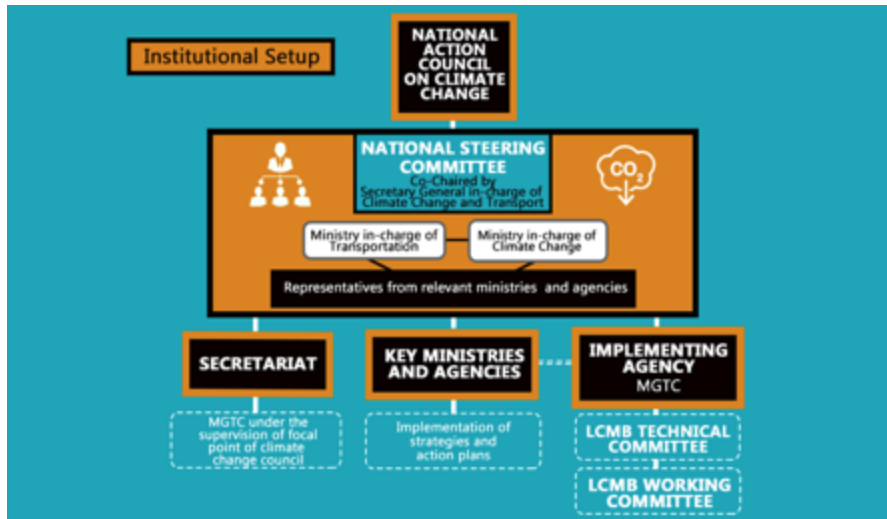 Institutional Setup
NATIONAL
ACTION
COUNCIL
ON CLIMATE
CHANGE
NATIONAL STEERING
COMMITTEE
Co-Chaired by
Secretary General in-charge of
Climate Change and Transport
CO₂
Ministry in-charge of
Transportation
Ministry in-charge of
Climate Change
Representatives from relevant ministries and agencies
SECRETARIAT
MGTC under the
supervision of focal
point of climate
change council
KEY MINISTRIES
AND AGENCIES
Implementation of
strategies and
action plans
IMPLEMENTING
AGENCY
MGTC
LCMB TECHNICAL
COMMITTEE
LCMB WORKING
COMMITTEE